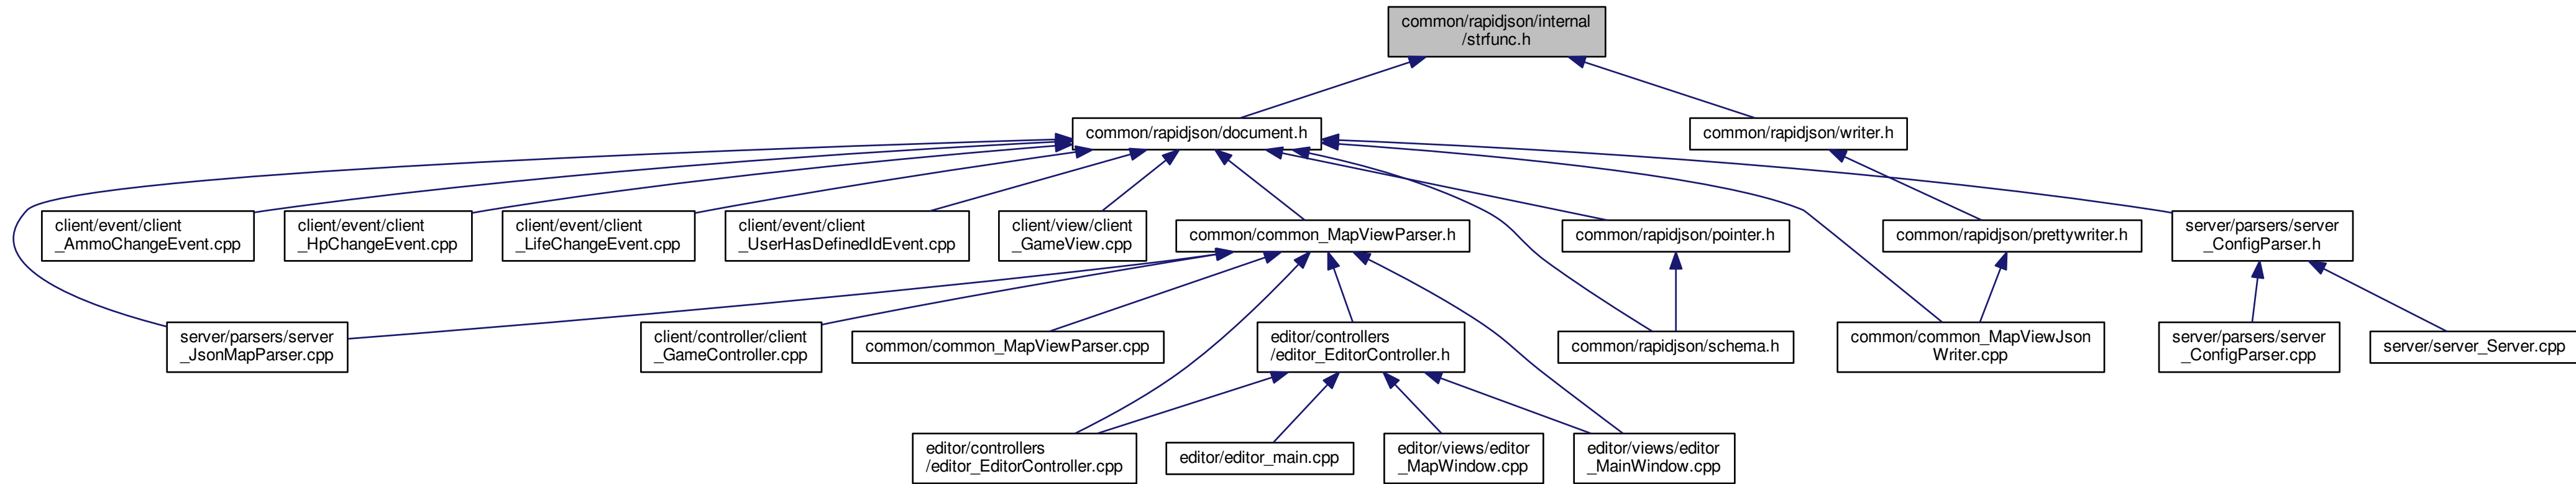 common/rapidjson/internal
/strfunc.h
common/rapidjson/document.h
common/rapidjson/writer.h
client/event/client
_AmmoChangeEvent.cpp
client/event/client
_HpChangeEvent.cpp
client/event/client
_LifeChangeEvent.cpp
client/event/client
_UserHasDefinedIdEvent.cpp
client/view/client
_GameView.cpp
common/common_MapViewParser.h
common/rapidjson/pointer.h
common/rapidjson/prettywriter.h
server/parsers/server
_ConfigParser.h
server/parsers/server
_JsonMapParser.cpp
client/controller/client
_GameController.cpp
common/common_MapViewParser.cpp
editor/controllers
/editor_EditorController.h
common/rapidjson/schema.h
common/common_MapViewJson
Writer.cpp
server/parsers/server
_ConfigParser.cpp
server/server_Server.cpp
editor/controllers
/editor_EditorController.cpp
editor/editor_main.cpp
editor/views/editor
_MapWindow.cpp
editor/views/editor
_MainWindow.cpp